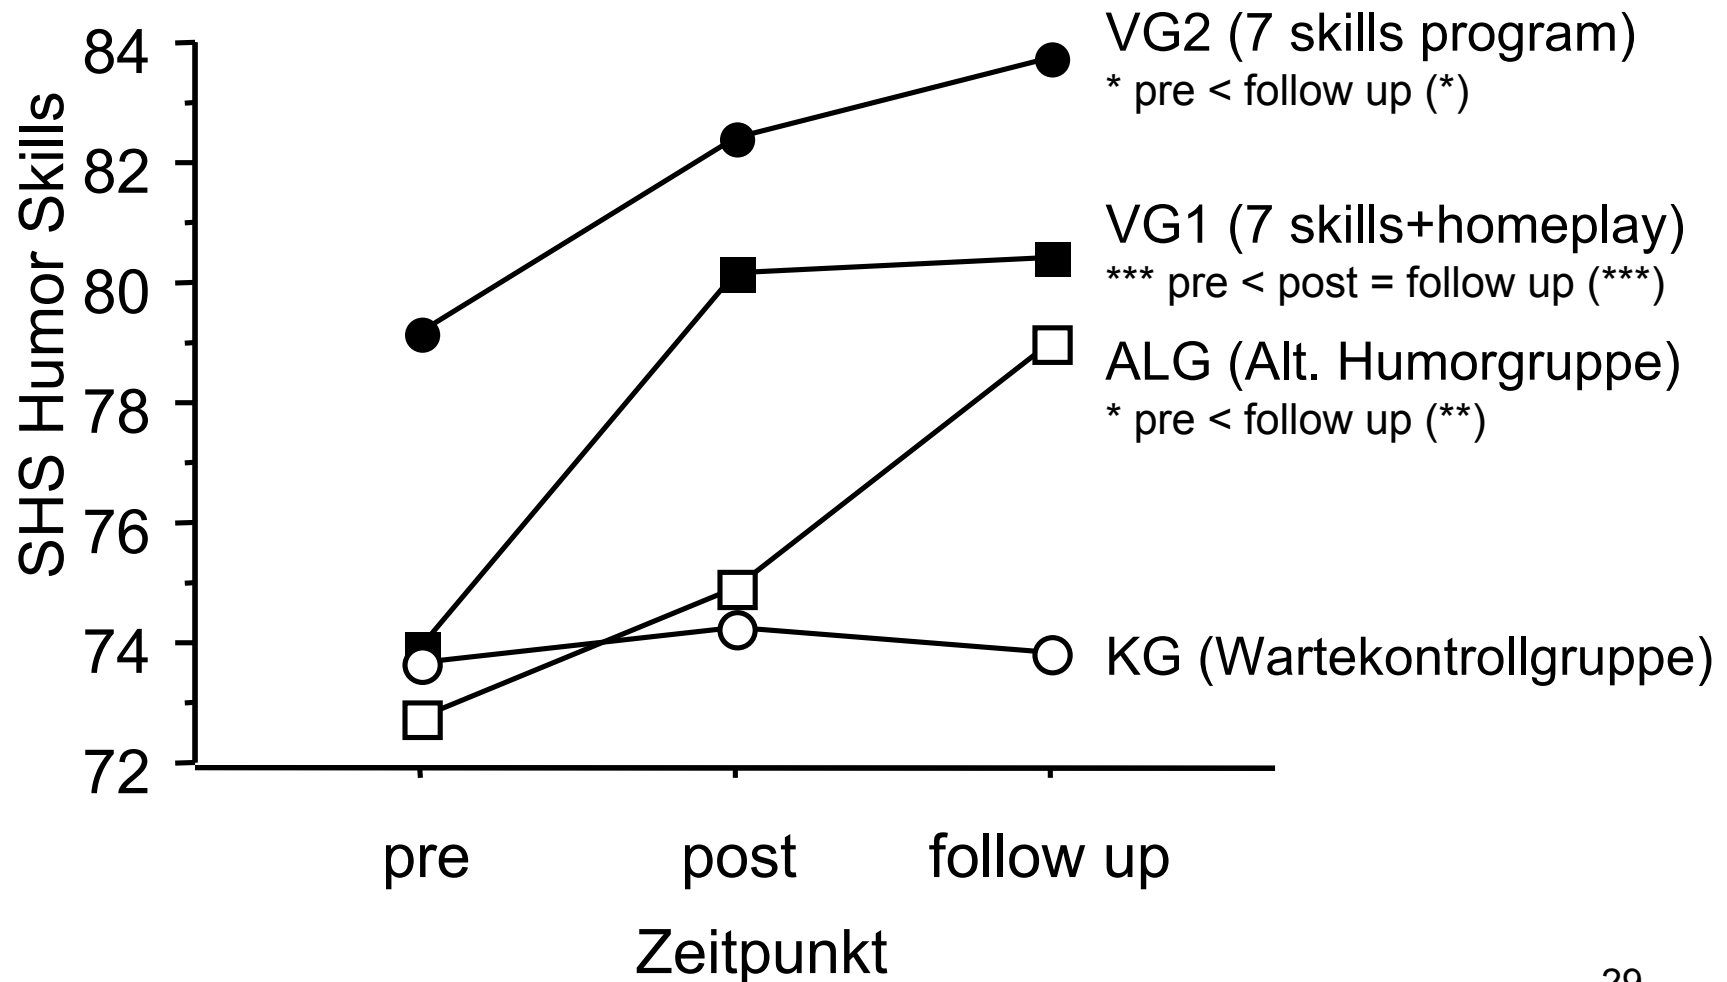 SHS Humor Skills
84
82
80
78
76
74
72
VG2 (7 skills program)
* pre < follow up (*)
VG1 (7 skills+homeplay)
*** pre < post = follow up (***)
ALG (Alt. Humorgruppe)
* pre < follow up (**)
KG (Wartekontrollgruppe)
pre post follow up
Zeitpunkt
29